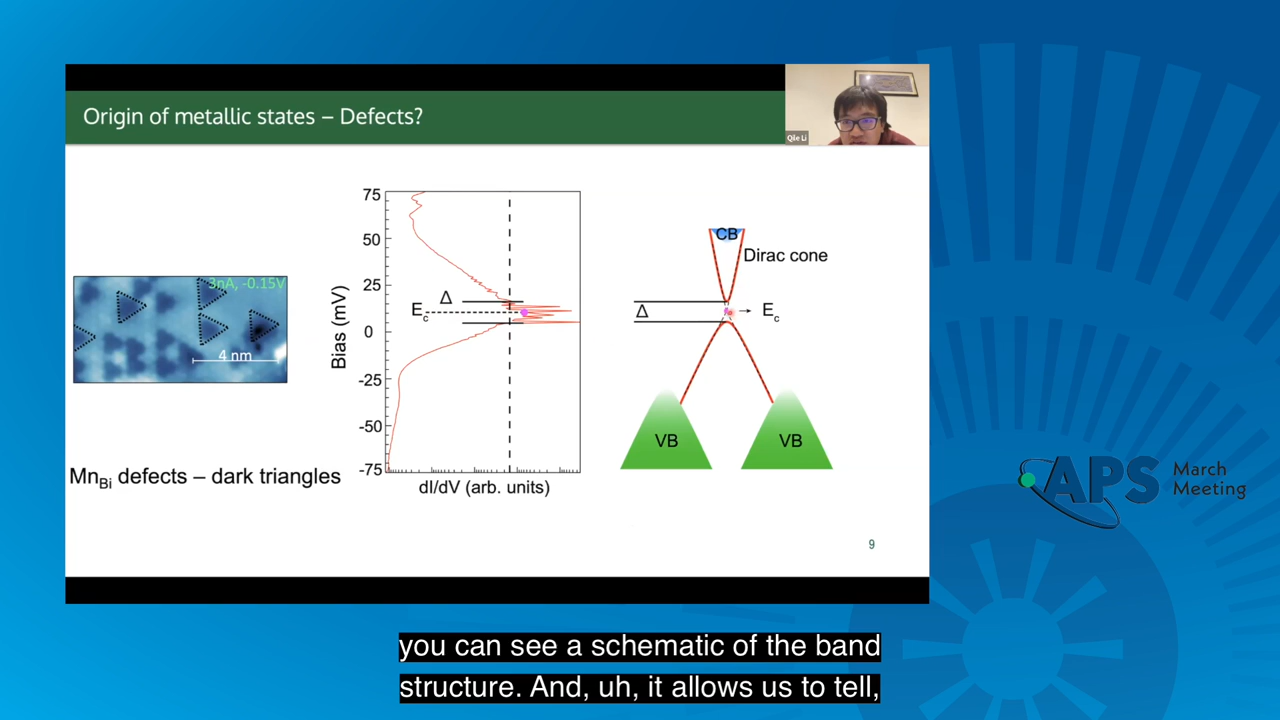 Origin of metallic states – Defects?
Qile Li
3nA, -0.15V
4 nm
MnBi defects – dark triangles
75
50
25
0
-25
-50
-75
Bias (mV)
Δ
Ec
dI/dV (arb. units)
CB
Dirac cone
Δ
Ec
VB
VB
9
APS
March
Meeting
you can see a schematic of the band
structure. And, uh, it allows us to tell,